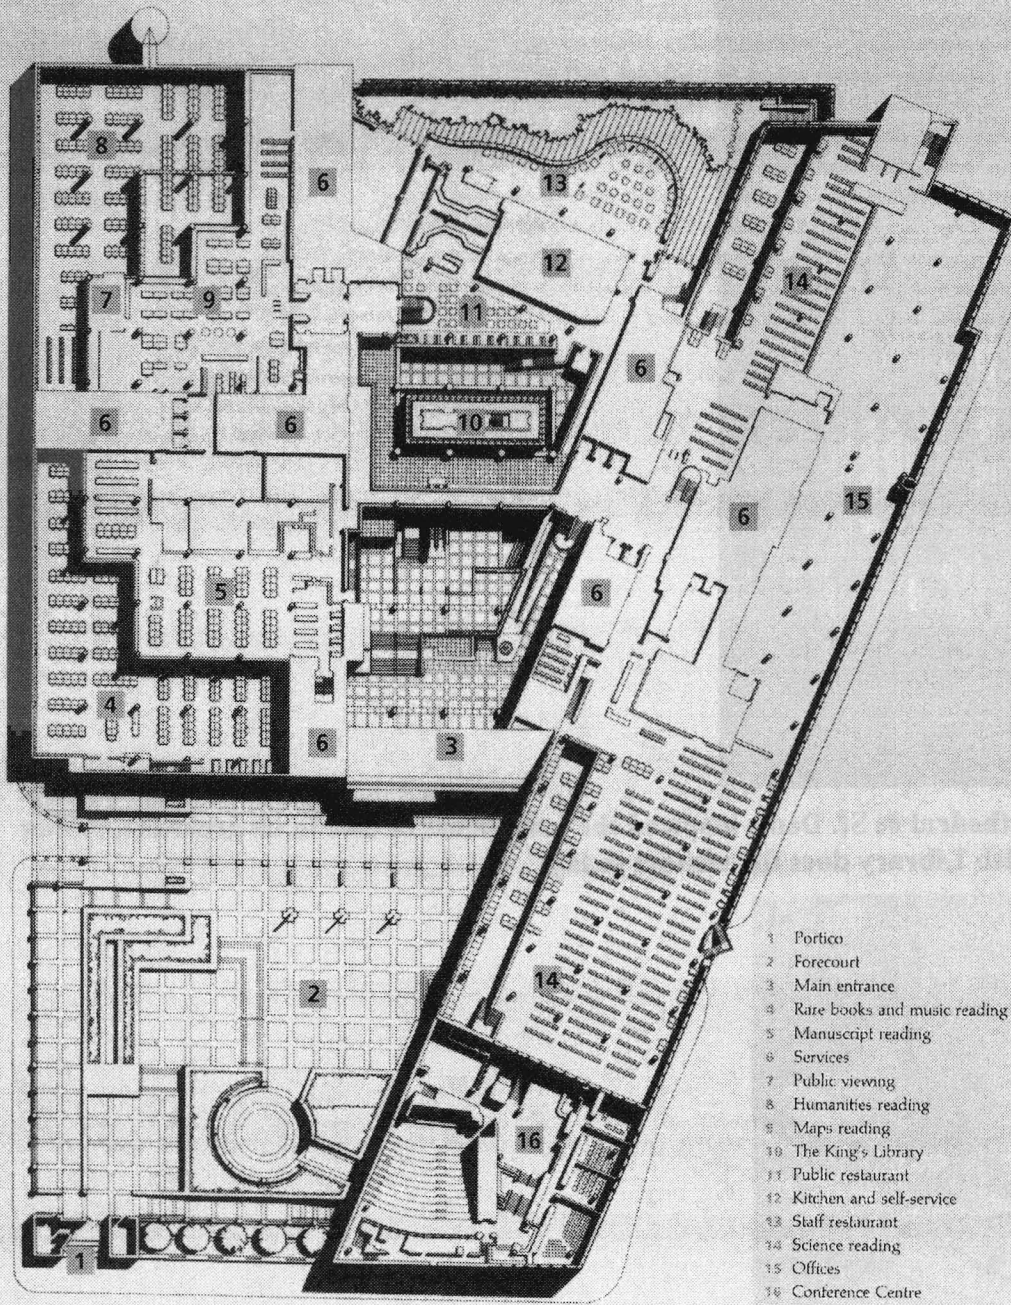 8
6
13
12
14
7
9
11
6
10
6
6
15
6
5
6
4
6
3
Library does
14
2
16
1
1 Portico
2 Forecourt
3 Main entrance
4 Rare books and music reading
5 Manuscript reading
6 Services
7 Public viewing
8 Humanities reading
9 Maps reading
10 The King's Library
11 Public restaurant
12 Kitchen and self-service
13 Staff restaurant
14 Science reading
15 Offices
16 Conference Centre